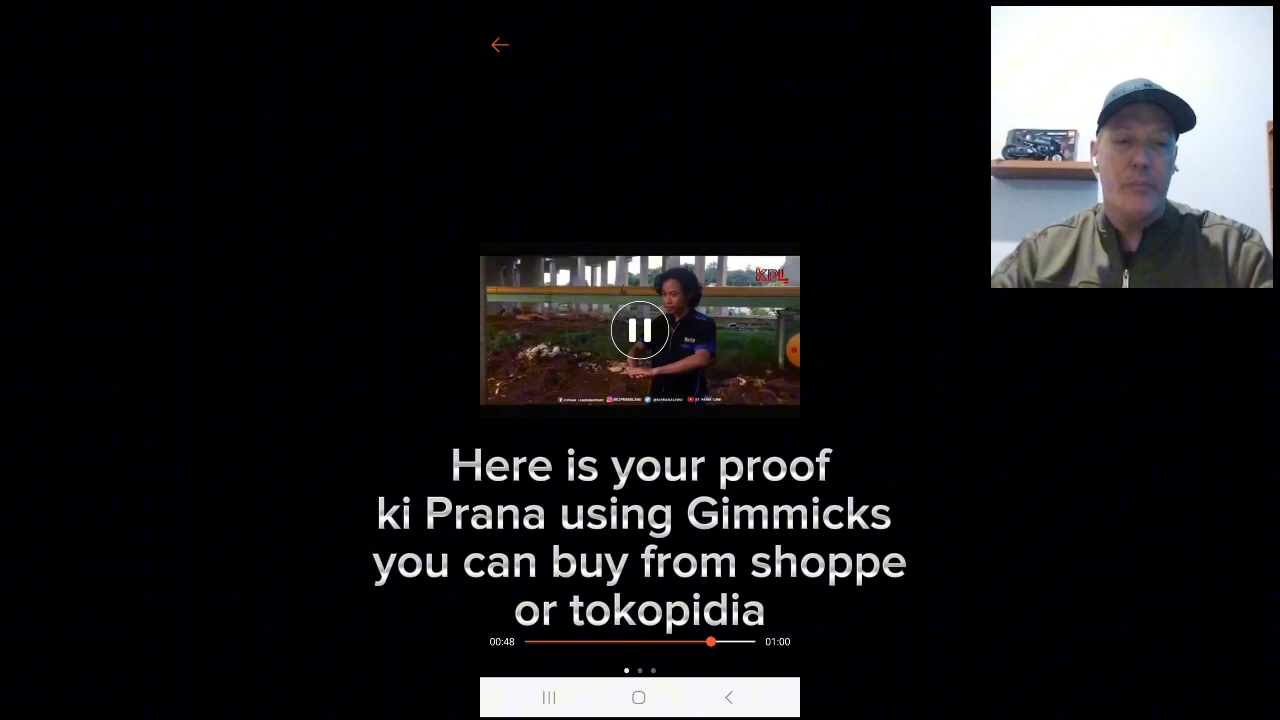 KPL
Here is your proof
ki Prana using Gimmicks
you can buy from shoppe
or tokopidia
00:48
01:00